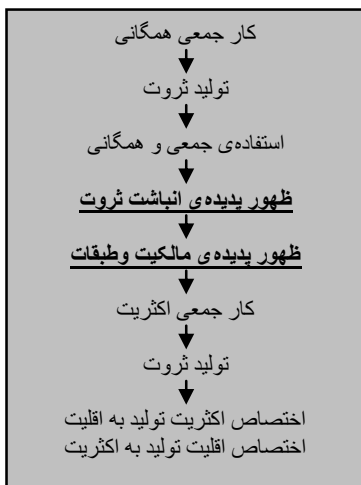 کار جمعی همگانی
تولید ثروت
استفاده‌ی جمعی و همگانی
ظهور پدیده‌ی انباشت ثروت
ظهور پدیده‌ی مالکیت وطبقات
کار جمعی اکثریت
تولید ثروت
اختصاص اکثریت تولید به اقلیت
اختصاص اقلیت تولید به اکثریت